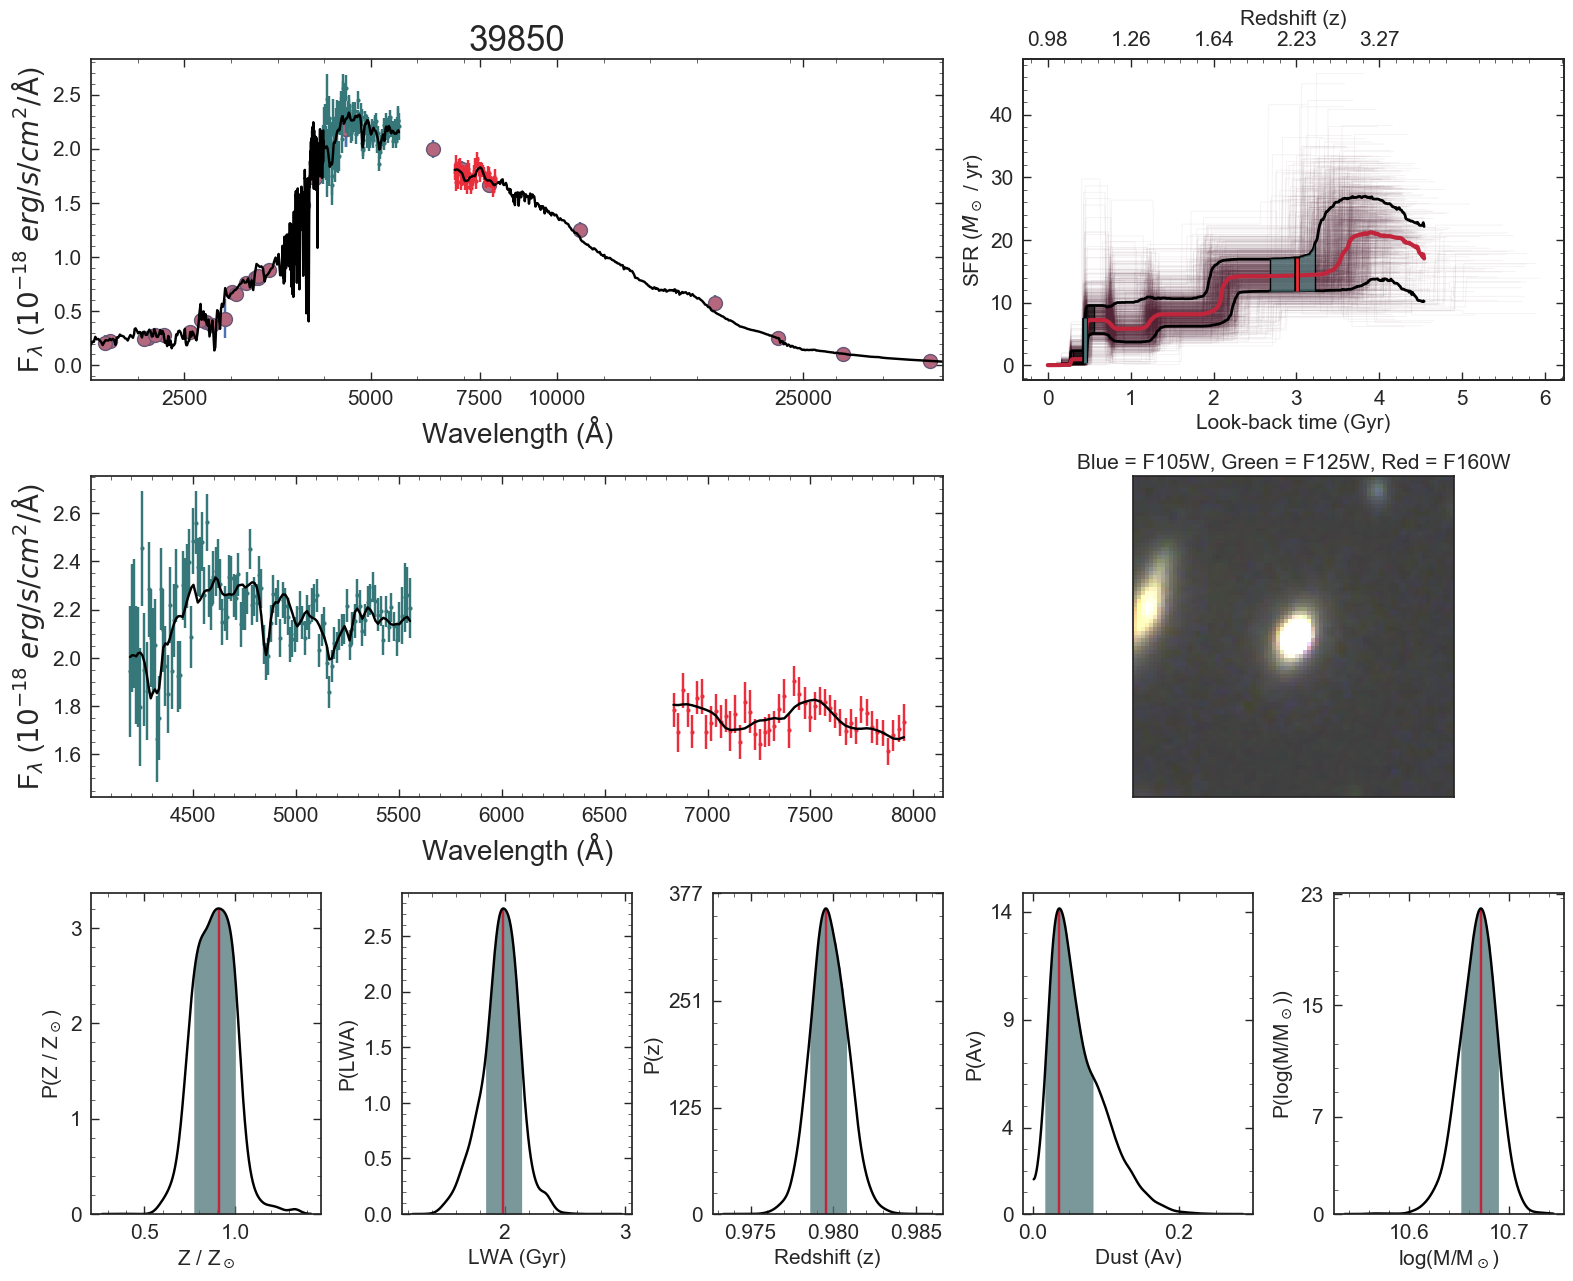 39850
F_λ (10^−18 erg/s/cm^2/Å)
2.5
2.0
1.5
1.0
0.5
0.0
2500 5000 7500 10000 25000
Wavelength (Å)
Redshift (z)
0.98 1.26 1.64 2.23 3.27
SFR (M_⊙ / yr)
40
30
20
10
0
0 1 2 3 4 5 6
Look-back time (Gyr)
F_λ (10^−18 erg/s/cm^2/Å)
2.6
2.4
2.2
2.0
1.8
1.6
4500 5000 5500 6000 6500 7000 7500 8000
Wavelength (Å)
Blue = F105W, Green = F125W, Red = F160W
P(Z / Z_⊙)
3
2
1
0
0.5 1.0
Z / Z_⊙
P(LWA)
2.5
2.0
1.5
1.0
0.5
0.0
2 3
LWA (Gyr)
P(z)
377
251
125
0
0.975 0.980 0.985
Redshift (z)
P(Av)
14
9
4
0
0.0 0.2
Dust (Av)
P(log(M/M_⊙))
23
15
7
0
10.6 10.7
log(M/M_⊙)